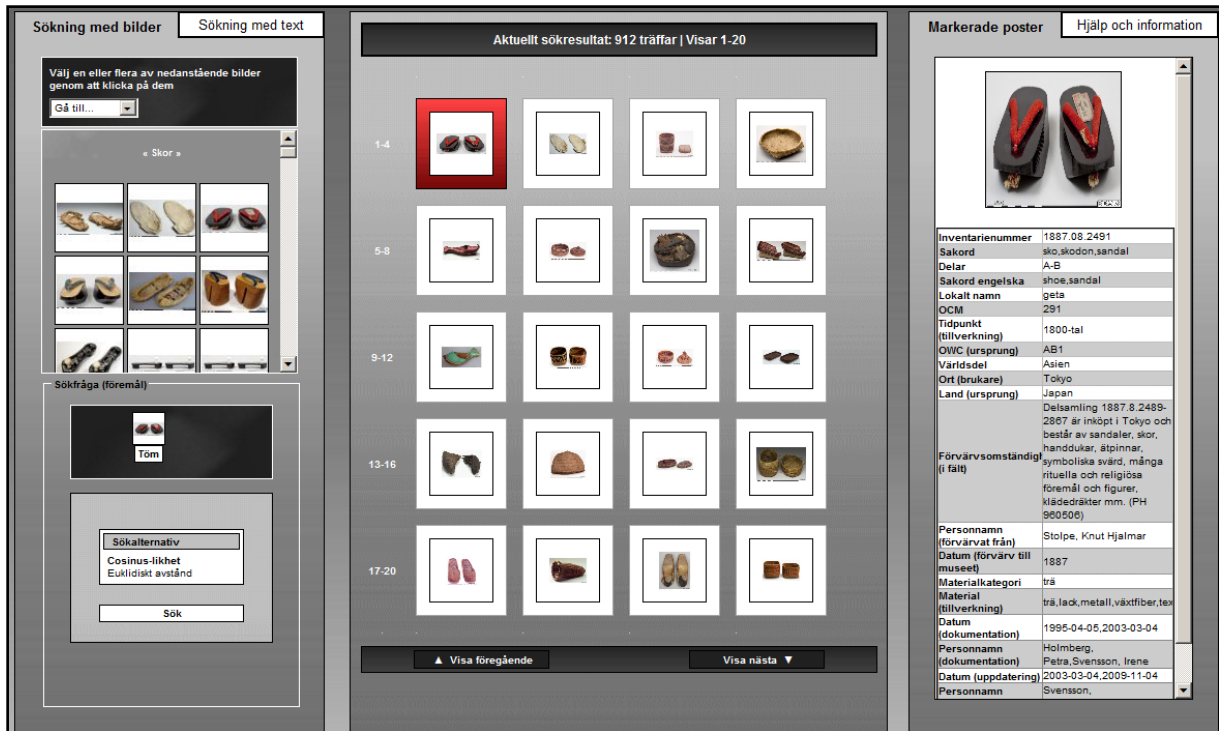 Sökning med bilder
Sökning med text
Välj en eller flera av nedanstående bilder
genom att klicka på dem
Gå till...
« Skor »
Sökfråga (föremål)
Töm
Sökalternativ
Cosinus-likhet
Euklidiskt avstånd
Sök
Aktuellt sökresultat: 912 träffar | Visar 1-20
1-4
5-8
9-12
13-16
17-20
▲ Visa föregående
Visa nästa ▼
Markerade poster
Hjälp och information
Inventarienummer 1887.08.2491
Sakord sko,skodon,sandal
Delar A-B
Sakord engelska shoe,sandal
Lokalt namn geta
OCM 291
Tidpunkt
(tillverkning) 1800-tal
OWC (ursprung) AB1
Världsdel Asien
Ort (brukare) Tokyo
Land (ursprung) Japan
Förvärvsomständigh
(i fält)
Delsamling 1887.8.2489-
2867 är inköpt i Tokyo och
består av sandaler, skor,
handdukar, ätpinnar,
symboliska svärd, många
rituella och religiösa
föremål och figurer,
klädedräkter mm. (PH
960506)
Personnamn
(förvärvat från) Stolpe, Knut Hjalmar
Datum (förvärv till
museet) 1887
Materialkategori trä
Material
(tillverkning) trä,lack,metall,växtfiber,tex
Datum
(dokumentation) 1995-04-05,2003-03-04
Personnamn
(dokumentation)
Holmberg,
Petra,Svensson, Irene
Datum (uppdatering) 2003-03-04,2009-11-04
Personnamn Svensson,